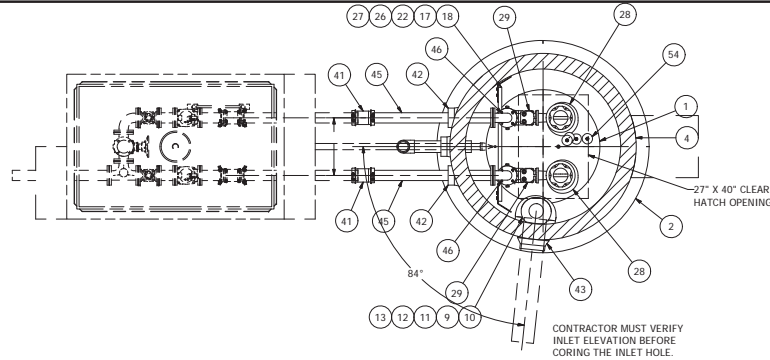 27 26 22 17 18 29 28
46
54
41 45 42
1
4
27" X 40" CLEAR
HATCH OPENING
2
41 45 42
46
84°
29
28
43
13 12 11 9 10
CONTRACTOR MUST VERIFY
INLET ELEVATION BEFORE
CORING THE INLET HOLE.